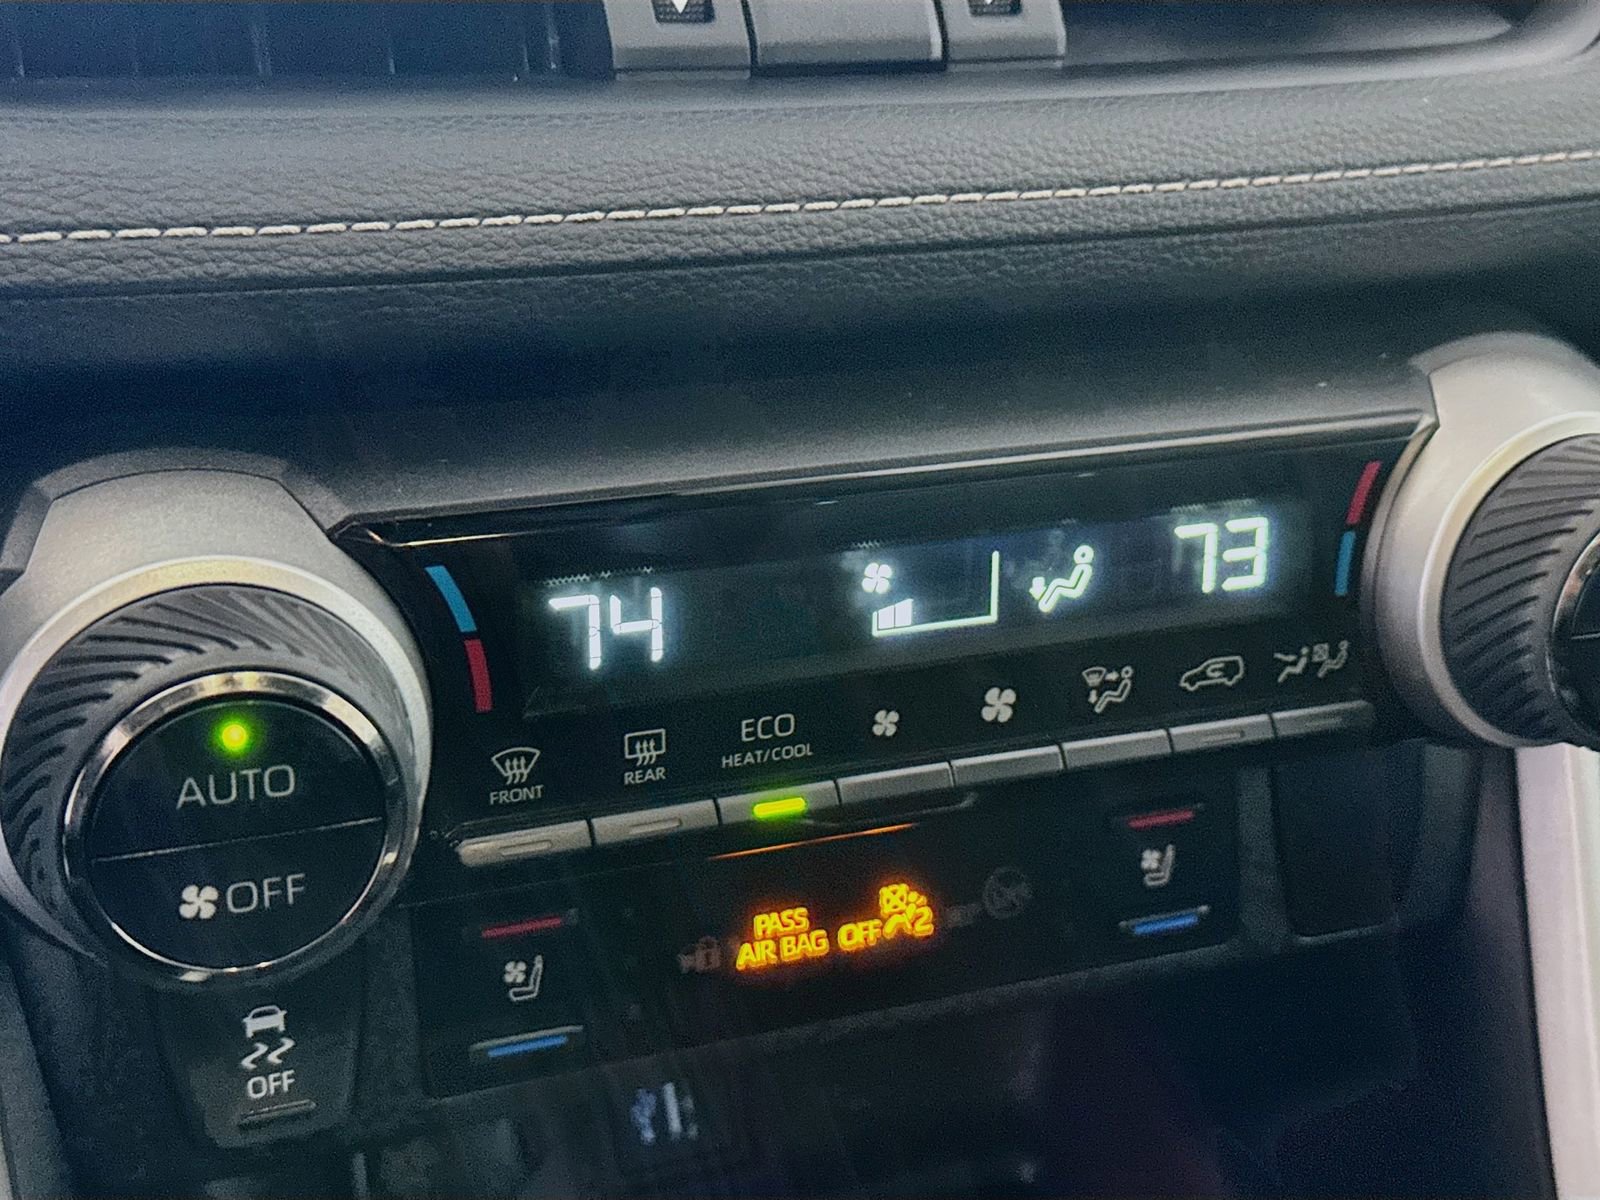 74
73
FRONT
REAR
ECO
HEAT/COOL
AUTO
OFF
PASS
AIR BAG OFF 2
OFF